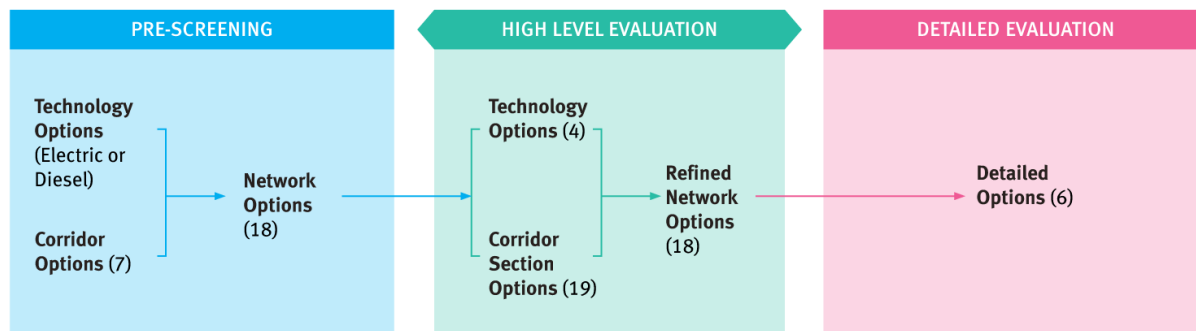 PRE-SCREENING
Technology
Options
(Electric or
Diesel)
Corridor
Options (7)
Network
Options
(18)
HIGH LEVEL EVALUATION
Technology
Options (4)
Corridor
Section
Options (19)
Refined
Network
Options
(18)
DETAILED EVALUATION
Detailed
Options (6)